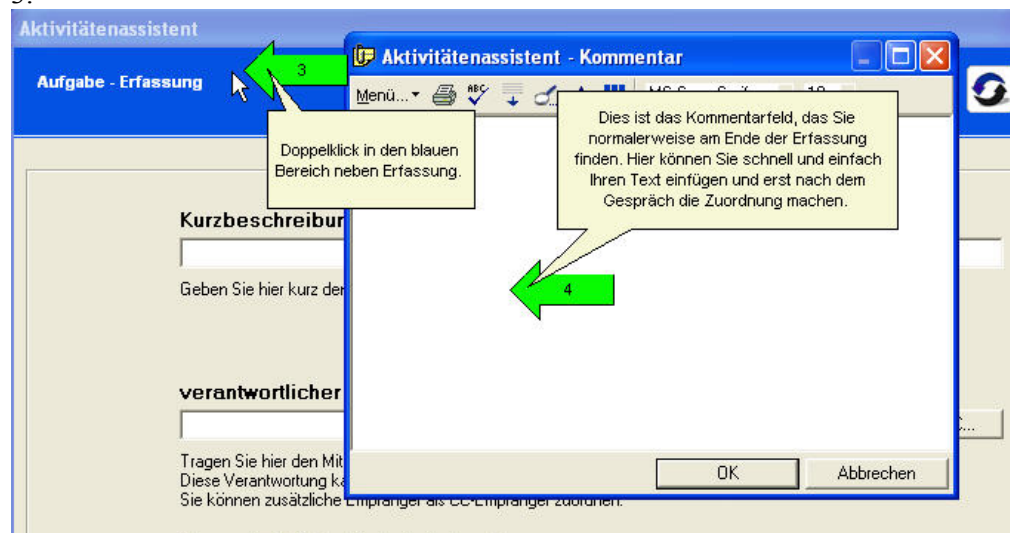 Aktivitätenassistent
Aufgabe - Erfassung
3
Doppelklick in den blauen
Bereich neben Erfassung.
Aktivitätenassistent - Kommentar
Menü...
ABC
Dies ist das Kommentarfeld, das Sie
normalerweise am Ende der Erfassung
finden. Hier können Sie schnell und einfach
Ihren Text einfügen und erst nach dem
Gespräch die Zuordnung machen.
4
Kurzbeschreibun
Geben Sie hier kurz der
verantwortlicher
Tragen Sie hier den Mit
Diese Verantwortung ka
Sie können zusätzliche Empfänger als CC-Empfänger zuordnen.
OK
Abbrechen